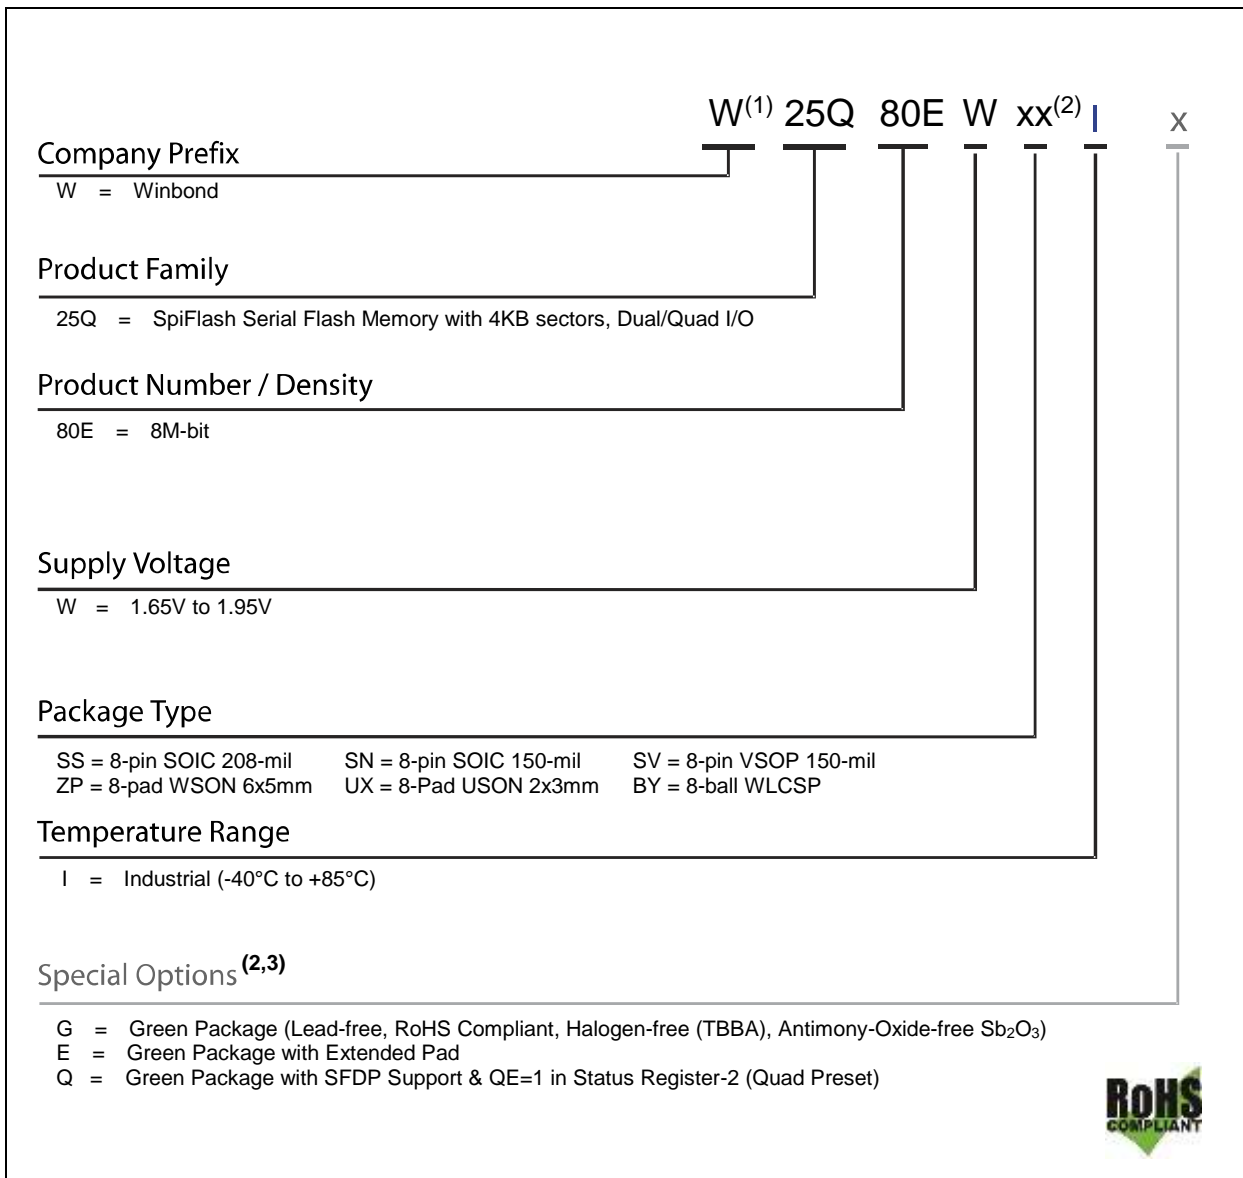 W(1) 25Q 80E W xx(2) I x
Company Prefix
W = Winbond
Product Family
25Q = SpiFlash Serial Flash Memory with 4KB sectors, Dual/Quad I/O
Product Number / Density
80E = 8M-bit
Supply Voltage
W = 1.65V to 1.95V
Package Type
SS = 8-pin SOIC 208-mil SN = 8-pin SOIC 150-mil SV = 8-pin VSOP 150-mil
ZP = 8-pad WSON 6x5mm UX = 8-Pad USON 2x3mm BY = 8-ball WLCSP
Temperature Range
I = Industrial (-40°C to +85°C)
Special Options (2,3)
G = Green Package (Lead-free, RoHS Compliant, Halogen-free (TBBA), Antimony-Oxide-free Sb₂O₃)
E = Green Package with Extended Pad
Q = Green Package with SFDP Support & QE=1 in Status Register-2 (Quad Preset)
RoHS
COMPLIANT